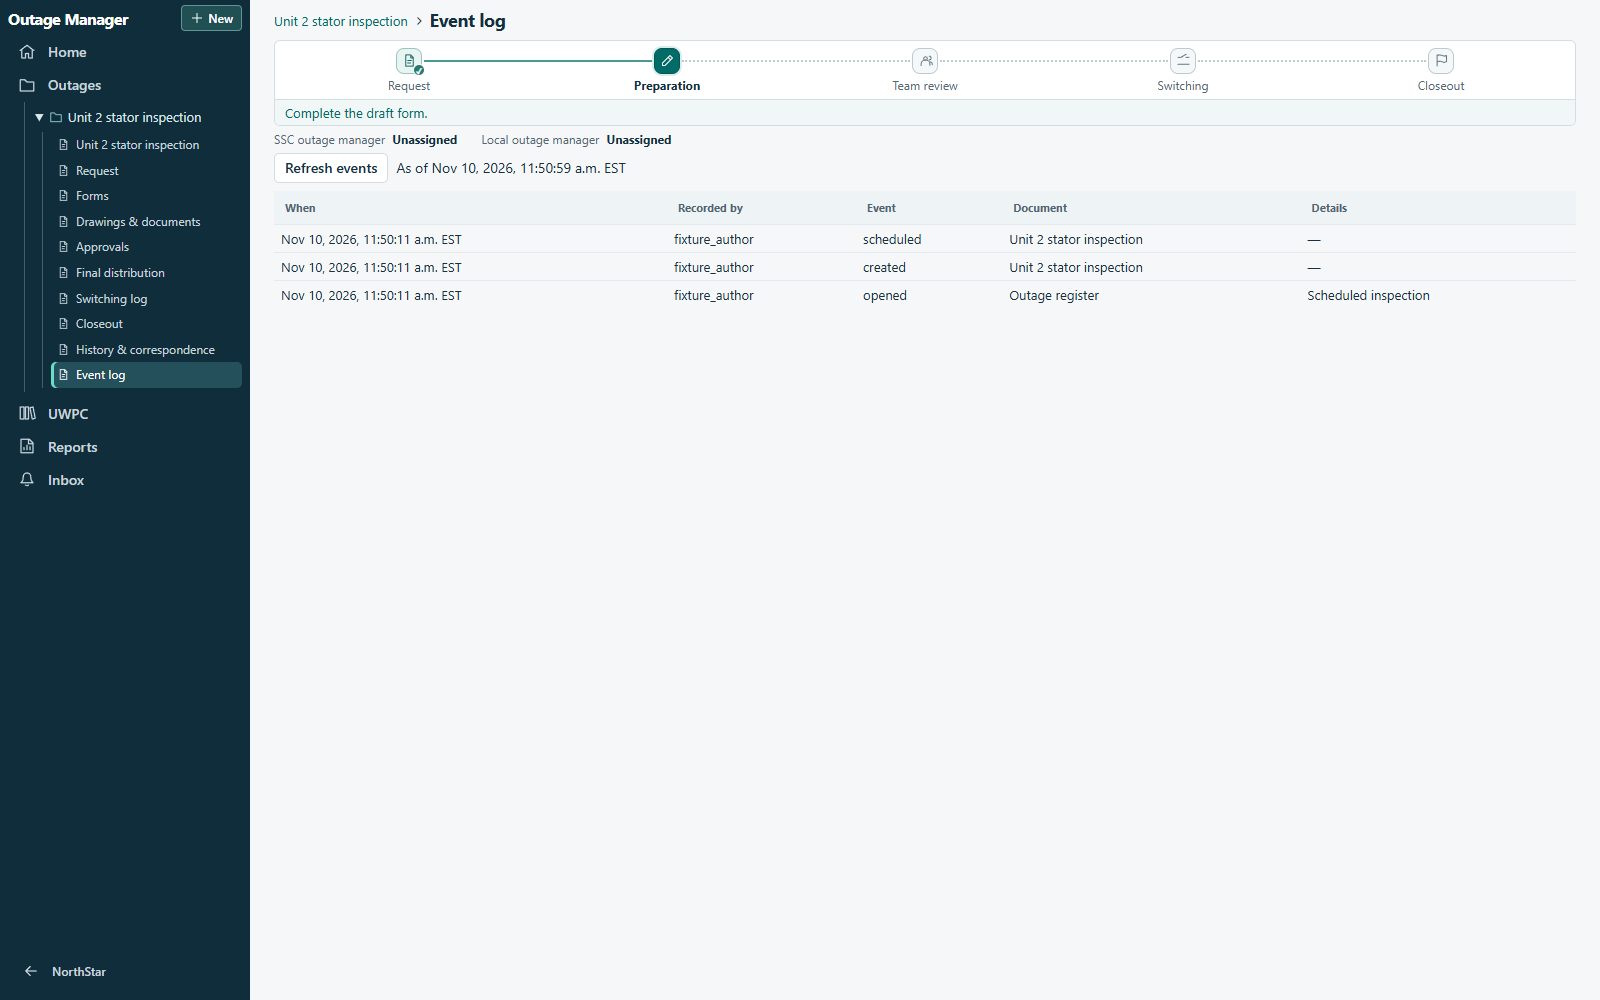 Outage Manager
+ New
Home
Outages
Unit 2 stator inspection
Unit 2 stator inspection
Request
Forms
Drawings & documents
Approvals
Final distribution
Switching log
Closeout
History & correspondence
Event log
UWPC
Reports
Inbox
NorthStar
Unit 2 stator inspection > Event log
Request Preparation Team review Switching Closeout
Complete the draft form.
SSC outage manager Unassigned Local outage manager Unassigned
Refresh events As of Nov 10, 2026, 11:50:59 a.m. EST
When Recorded by Event Document Details
Nov 10, 2026, 11:50:11 a.m. EST fixture_author scheduled Unit 2 stator inspection —
Nov 10, 2026, 11:50:11 a.m. EST fixture_author created Unit 2 stator inspection —
Nov 10, 2026, 11:50:11 a.m. EST fixture_author opened Outage register Scheduled inspection